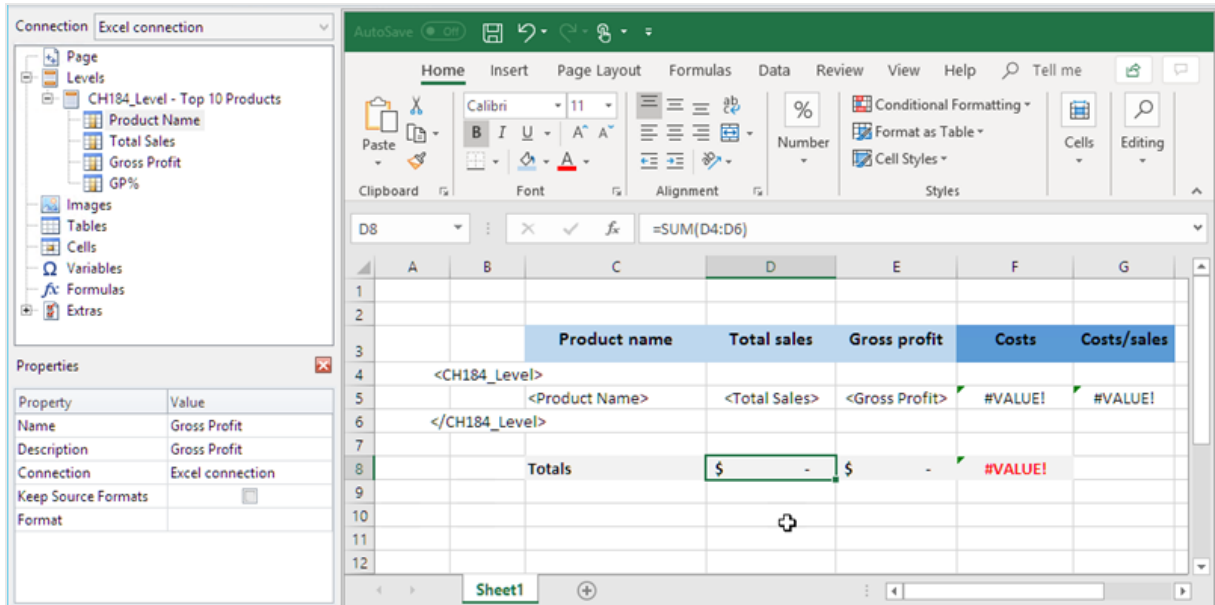 Connection Excel connection
Page
Levels
CH184_Level - Top 10 Products
Product Name
Total Sales
Gross Profit
GP%
Images
Tables
Cells
Variables
Formulas
Extras
Properties
Property Value
Name Gross Profit
Description Gross Profit
Connection Excel connection
Keep Source Formats
Format
AutoSave Off
Home Insert Page Layout Formulas Data Review View Help Tell me
Paste
Calibri 11
B I U A A A
ab
%
Number
Conditional Formatting
Format as Table
Cell Styles
Cells
Editing
Clipboard Font Alignment Styles
D8 fx =SUM(D4:D6)
A B C D E F G
1
2
3 Product name Total sales Gross profit Costs Costs/sales
4 <CH184_Level>
5 <Product Name> <Total Sales> <Gross Profit> #VALUE! #VALUE!
6 </CH184_Level>
7
8 Totals $ - $ - #VALUE!
9
10
11
12
Sheet1